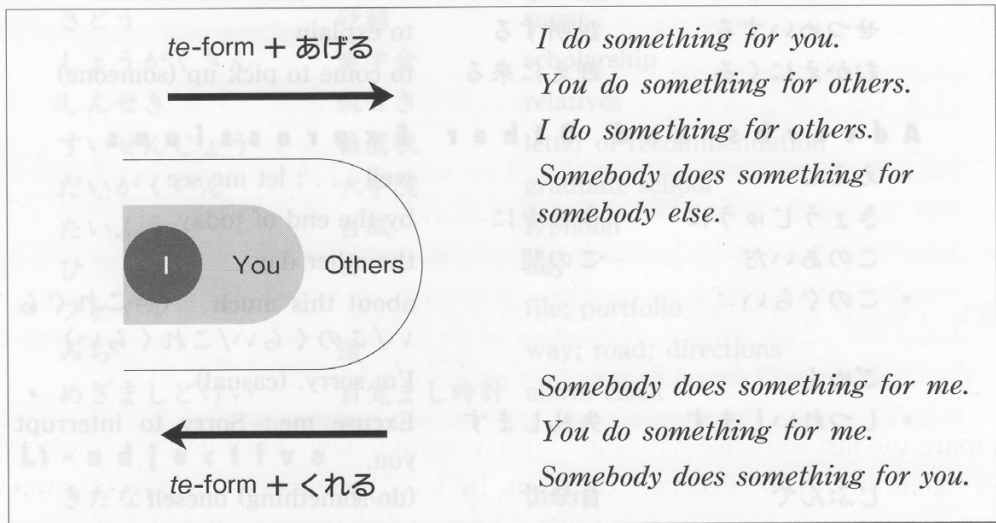 te-form + あげる
I do something for you.
You do something for others.
I do something for others.
Somebody does something for
somebody else.
I You Others
Somebody does something for me.
You do something for me.
te-form + くれる
Somebody does something for you.